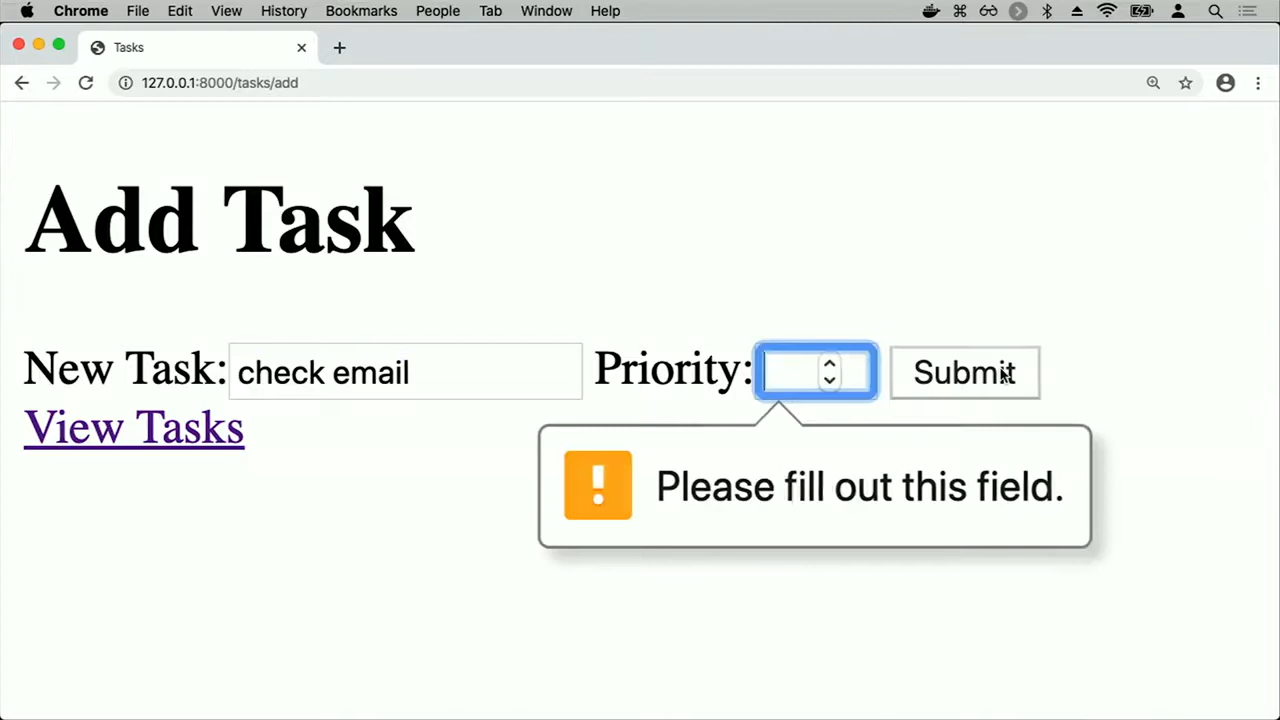 Chrome File Edit View History Bookmarks People Tab Window Help
Tasks
127.0.0.1:8000/tasks/add
Add Task
New Task: check email Priority: Submit
View Tasks
Please fill out this field.